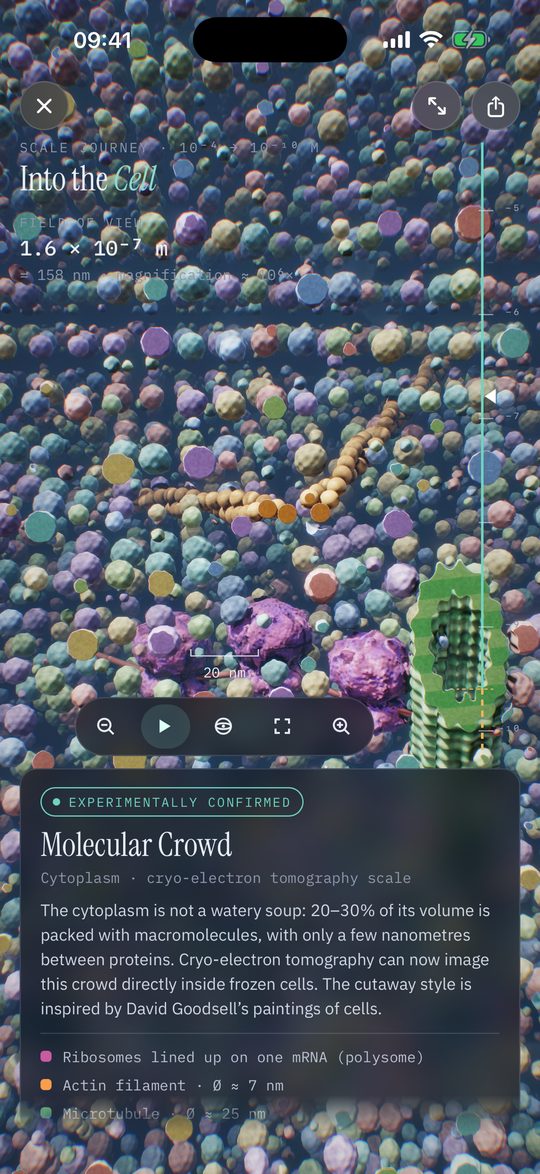 09:41
SCALE JOURNEY · 10⁻⁴ → 10⁻¹⁰ M
Into the Cell
FIELD OF VIEW
1.6 × 10⁻⁷ m
= 158 nm · magnification ≈ 10⁶×
-5
-6
-7
20 nm
EXPERIMENTALLY CONFIRMED
Molecular Crowd
Cytoplasm · cryo-electron tomography scale
The cytoplasm is not a watery soup: 20–30% of its volume is
packed with macromolecules, with only a few nanometres
between proteins. Cryo-electron tomography can now image
this crowd directly inside frozen cells. The cutaway style is
inspired by David Goodsell’s paintings of cells.
Ribosomes lined up on one mRNA (polysome)
Actin filament · Ø ≈ 7 nm
Microtubule · Ø ≈ 25 nm